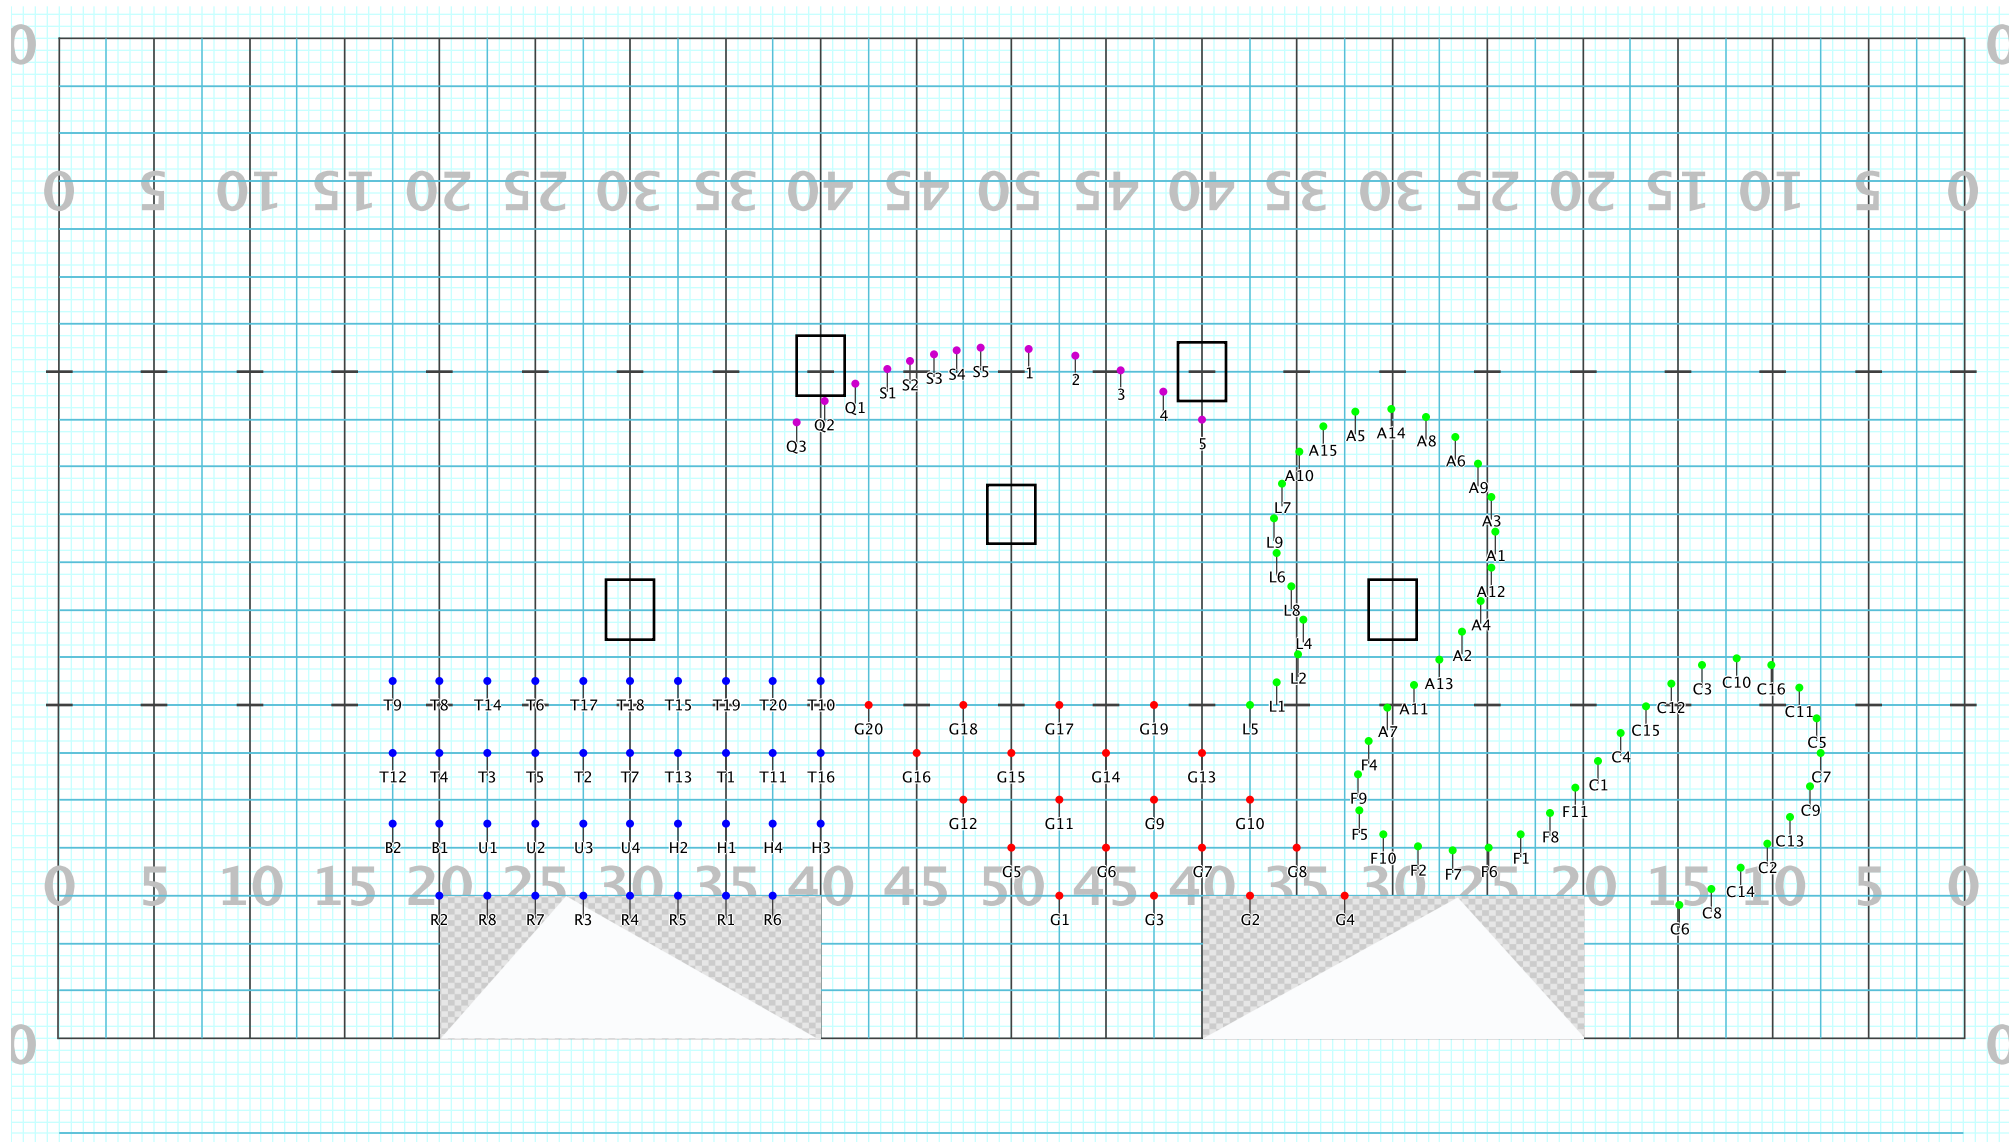 0 0
0 5 10 15 20 25 30 35 40 45 50 45 40 35 30 25 20 15 10 5 0
S1 S2 S3 S4 S5 1 2 3
Q1 4
Q2 A5 A14 A8
Q3 5 A15 A6
A10 A9
L7 A3
L9 A1
L6 A12
L8 A4
L4 A2
L2 A13 C3 C10 C16
T9 T8 T14 T6 T17 T18 T15 T19 T20 T10 L1 A11 C12 C11
G20 G18 G17 G19 L5 A7 C15
C5
F4 C4
T12 T4 T3 T5 T2 T7 T13 T1 T11 T16 G16 G15 G14 G13 C1 C7
F9
G12 G11 G9 G10 F5 F11 C9
B2 B1 U1 U2 U3 U4 H2 H1 H4 H3 F8 C13
F10 F1
G5 G6 G7 G8 F2 F7 F6 C2
0 5 10 15 20 25 30 35 40 45 50 45 40 35 30 25 20 15 10 5 0
C14
R2 R8 R7 R3 R4 R5 R1 R6 G1 G3 G2 G4 C8
C6
0 0